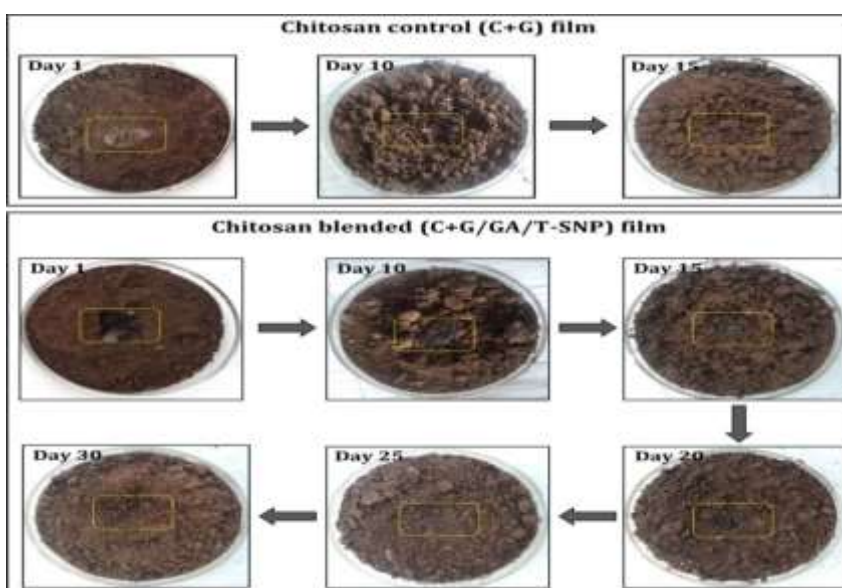 Chitosan control (C+G) film
Day 1
Day 10
Day 15
Chitosan blended (C+G/GA/T-SNP) film
Day 1
Day 10
Day 15
Day 30
Day 25
Day 20